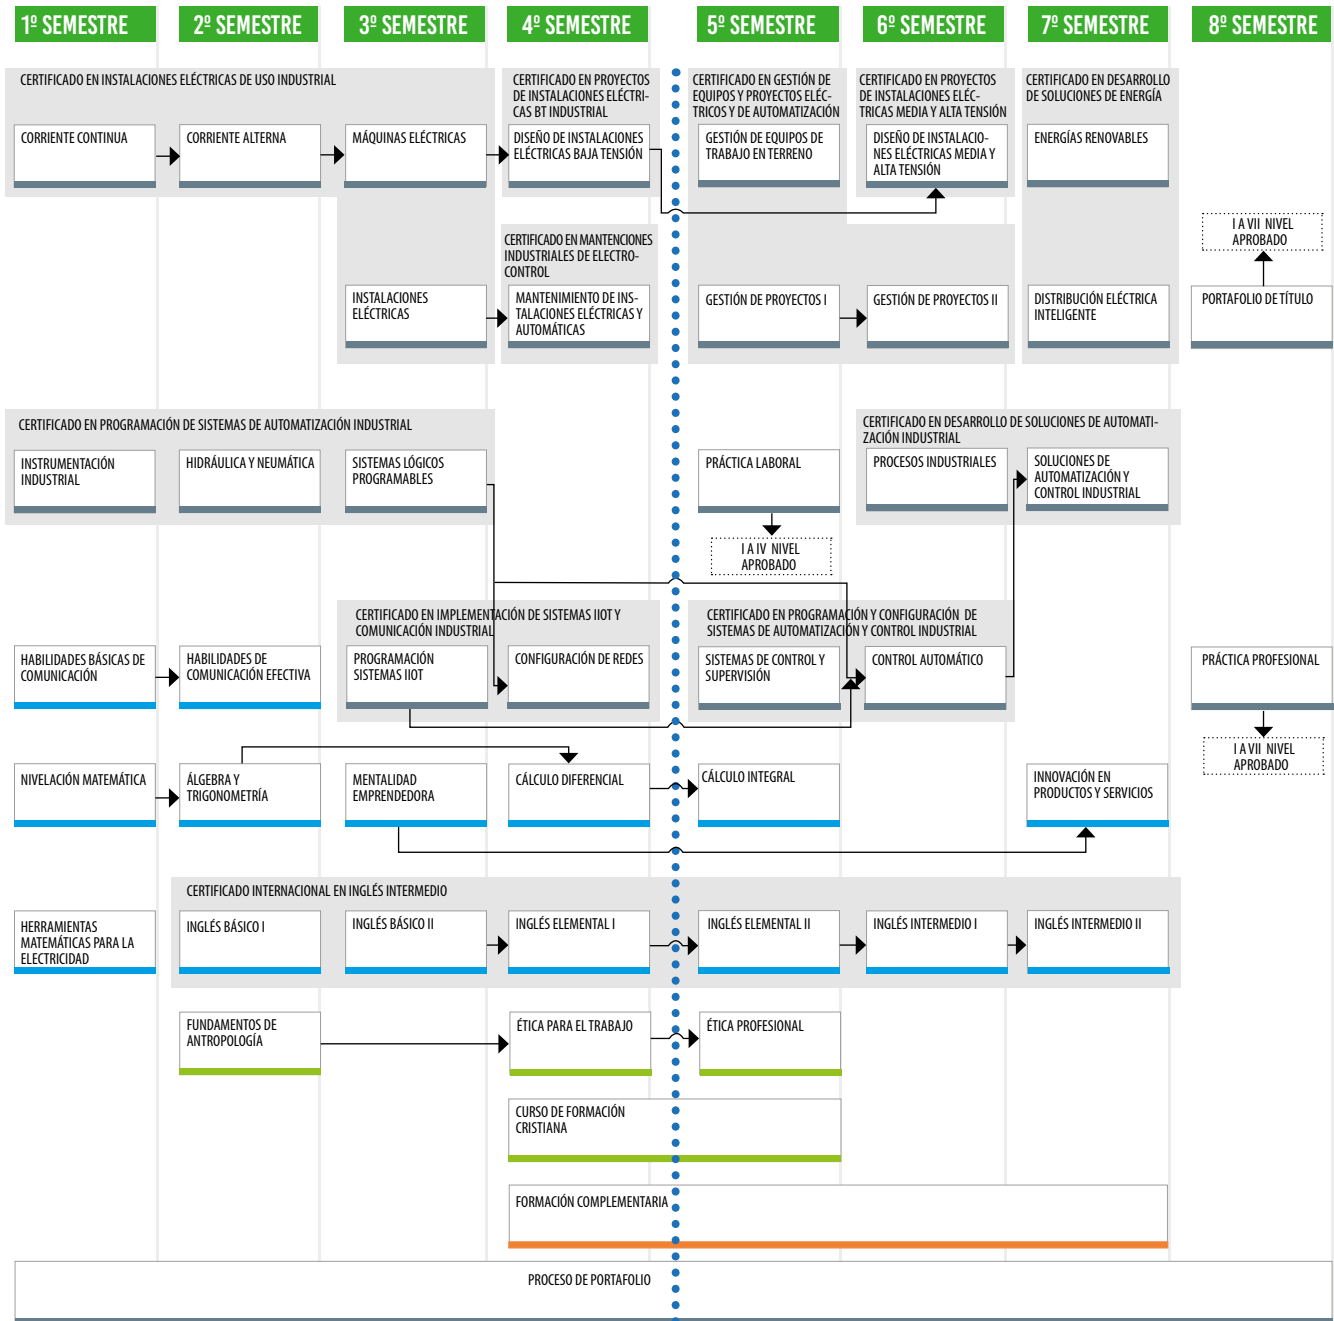 1º SEMESTRE
2º SEMESTRE
3º SEMESTRE
4º SEMESTRE
5º SEMESTRE
6º SEMESTRE
7º SEMESTRE
8º SEMESTRE
CERTIFICADO EN INSTALACIONES ELÉCTRICAS DE USO INDUSTRIAL
CERTIFICADO EN PROYECTOS
DE INSTALACIONES ELÉCTRI-
CAS BT INDUSTRIAL
CERTIFICADO EN GESTIÓN DE
EQUIPOS Y PROYECTOS ELÉC-
TRICOS Y DE AUTOMATIZACIÓN
CERTIFICADO EN PROYECTOS
DE INSTALACIONES ELÉC-
TRICAS MEDIA Y ALTA TENSIÓN
CERTIFICADO EN DESARROLLO
DE SOLUCIONES DE ENERGÍA
CORRIENTE CONTINUA
CORRIENTE ALTERNA
MÁQUINAS ELÉCTRICAS
DISEÑO DE INSTALACIONES
ELÉCTRICAS BAJA TENSIÓN
GESTIÓN DE EQUIPOS DE
TRABAJO EN TERRENO
DISEÑO DE INSTALACIO-
NES ELÉCTRICAS MEDIA Y
ALTA TENSIÓN
ENERGÍAS RENOVABLES
CERTIFICADO EN MANTENCIONES
INDUSTRIALES DE ELECTRO-
CONTROL
I A VII NIVEL
APROBADO
INSTALACIONES
ELÉCTRICAS
MANTENIMIENTO DE INS-
TALACIONES ELÉCTRICAS Y
AUTOMÁTICAS
GESTIÓN DE PROYECTOS I
GESTIÓN DE PROYECTOS II
DISTRIBUCIÓN ELÉCTRICA
INTELIGENTE
PORTAFOLIO DE TÍTULO
CERTIFICADO EN PROGRAMACIÓN DE SISTEMAS DE AUTOMATIZACIÓN INDUSTRIAL
CERTIFICADO EN DESARROLLO DE SOLUCIONES DE AUTOMATI-
ZACIÓN INDUSTRIAL
INSTRUMENTACIÓN
INDUSTRIAL
HIDRÁULICA Y NEUMÁTICA
SISTEMAS LÓGICOS
PROGRAMABLES
PRÁCTICA LABORAL
PROCESOS INDUSTRIALES
SOLUCIONES DE
AUTOMATIZACIÓN Y
CONTROL INDUSTRIAL
I A IV NIVEL
APROBADO
CERTIFICADO EN IMPLEMENTACIÓN DE SISTEMAS IIOT Y
COMUNICACIÓN INDUSTRIAL
CERTIFICADO EN PROGRAMACIÓN Y CONFIGURACIÓN DE
SISTEMAS DE AUTOMATIZACIÓN Y CONTROL INDUSTRIAL
HABILIDADES BÁSICAS DE
COMUNICACIÓN
HABILIDADES DE
COMUNICACIÓN EFECTIVA
PROGRAMACIÓN
SISTEMAS IIOT
CONFIGURACIÓN DE REDES
SISTEMAS DE CONTROL Y
SUPERVISIÓN
CONTROL AUTOMÁTICO
PRÁCTICA PROFESIONAL
I A VII NIVEL
APROBADO
NIVELACIÓN MATEMÁTICA
ÁLGEBRA Y
TRIGONOMETRÍA
MENTALIDAD
EMPRENDEDORA
CÁLCULO DIFERENCIAL
CÁLCULO INTEGRAL
INNOVACIÓN EN
PRODUCTOS Y SERVICIOS
CERTIFICADO INTERNACIONAL EN INGLÉS INTERMEDIO
HERRAMIENTAS
MATEMÁTICAS PARA LA
ELECTRICIDAD
INGLÉS BÁSICO I
INGLÉS BÁSICO II
INGLÉS ELEMENTAL I
INGLÉS ELEMENTAL II
INGLÉS INTERMEDIO I
INGLÉS INTERMEDIO II
FUNDAMENTOS DE
ANTROPOLOGÍA
ÉTICA PARA EL TRABAJO
ÉTICA PROFESIONAL
CURSO DE FORMACIÓN
CRISTIANA
FORMACIÓN COMPLEMENTARIA
PROCESO DE PORTAFOLIO